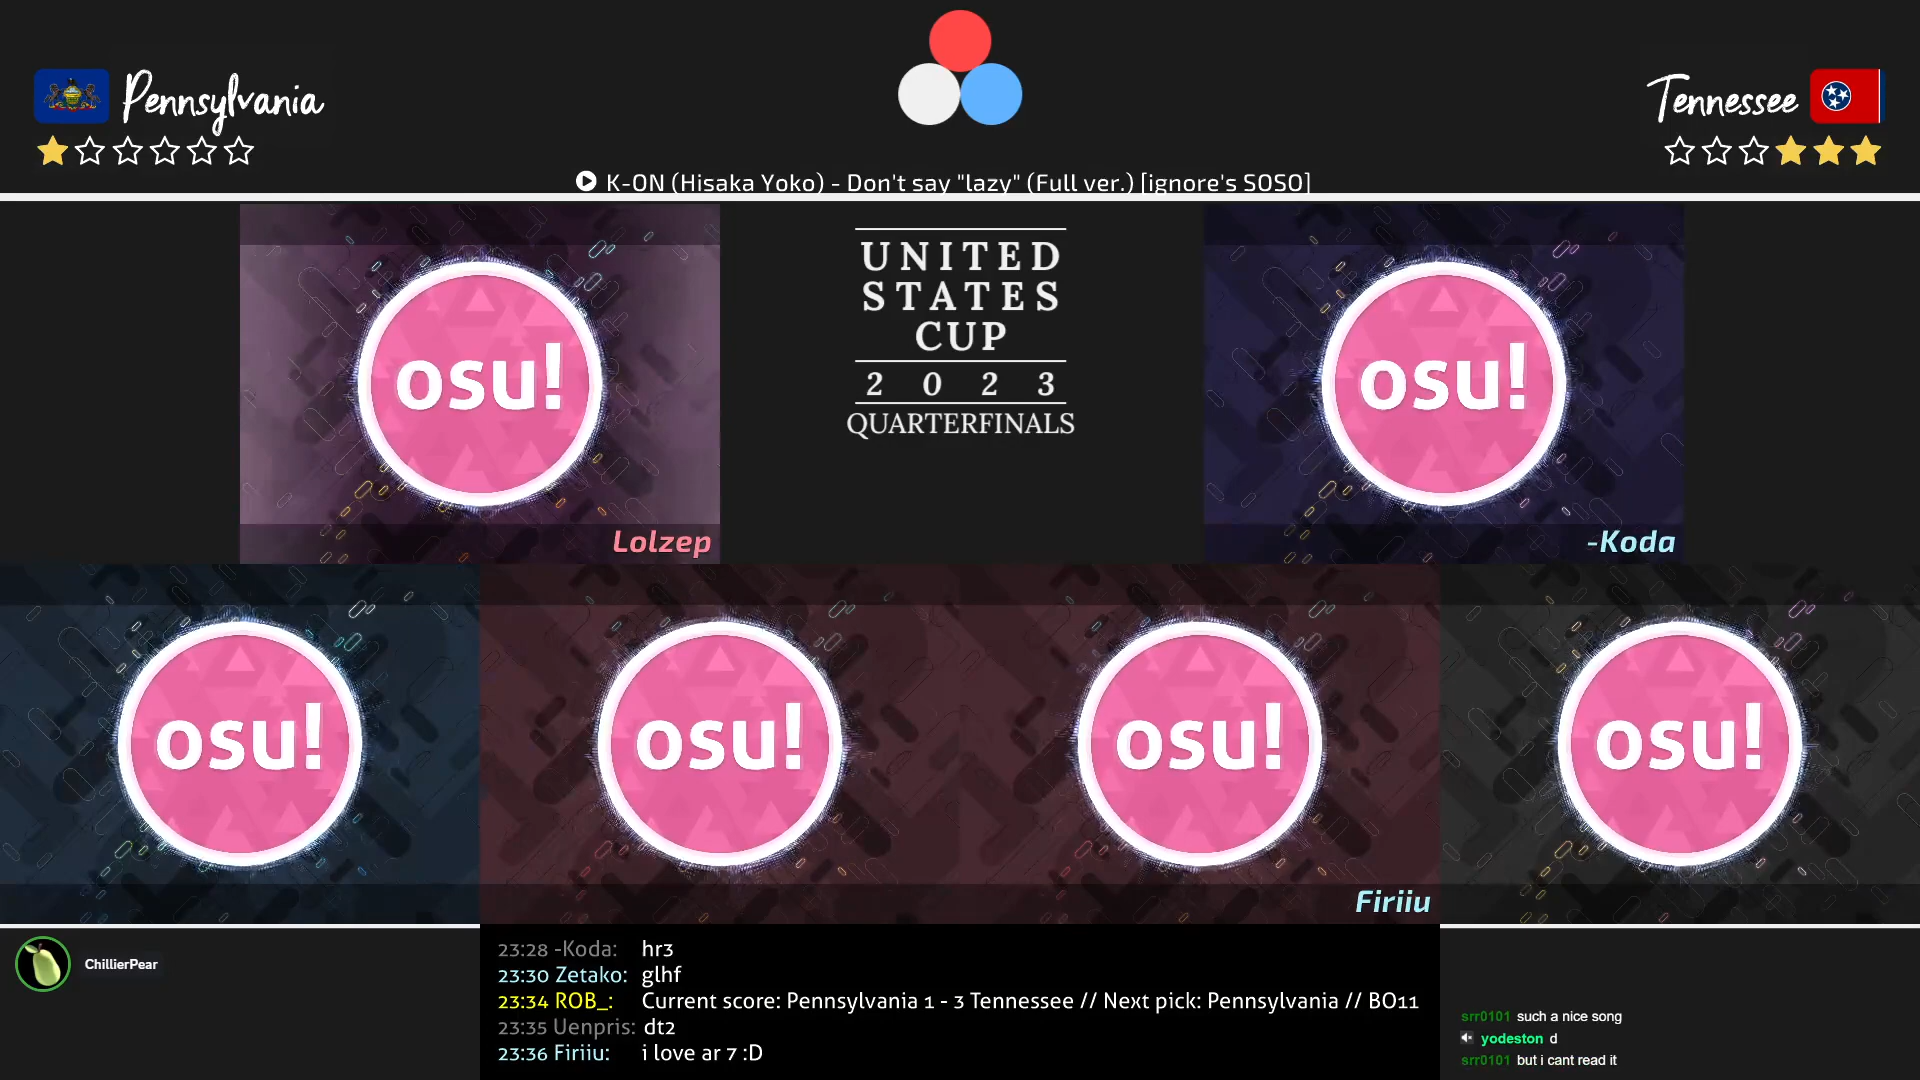 Pennsylvania
Tennessee
K-ON (Hisaka Yoko) - Don't say "lazy" (Full ver.) [ignore's SOSO]
UNITED
STATES
CUP
2 0 2 3
QUARTERFINALS
osu!
Lolzep
osu!
-Koda
osu!
osu!
osu!
Firiiu
osu!
ChillierPear
23:28 -Koda: hr3
23:30 Zetako: glhf
23:34 ROB_: Current score: Pennsylvania 1 - 3 Tennessee // Next pick: Pennsylvania // BO11
23:35 Uenpris: dt2
23:36 Firiiu: i love ar 7 :D
srr0101 such a nice song
yodeston d
srr0101 but i cant read it